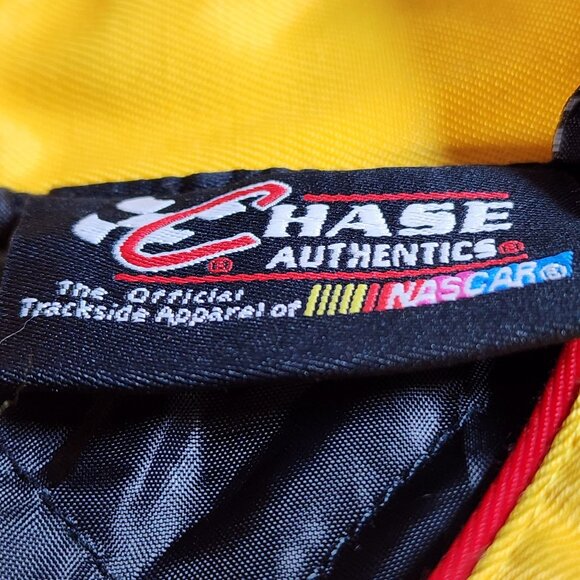 CHASE
AUTHENTICS®
®
The Official
Trackside Apparel of NASCAR®